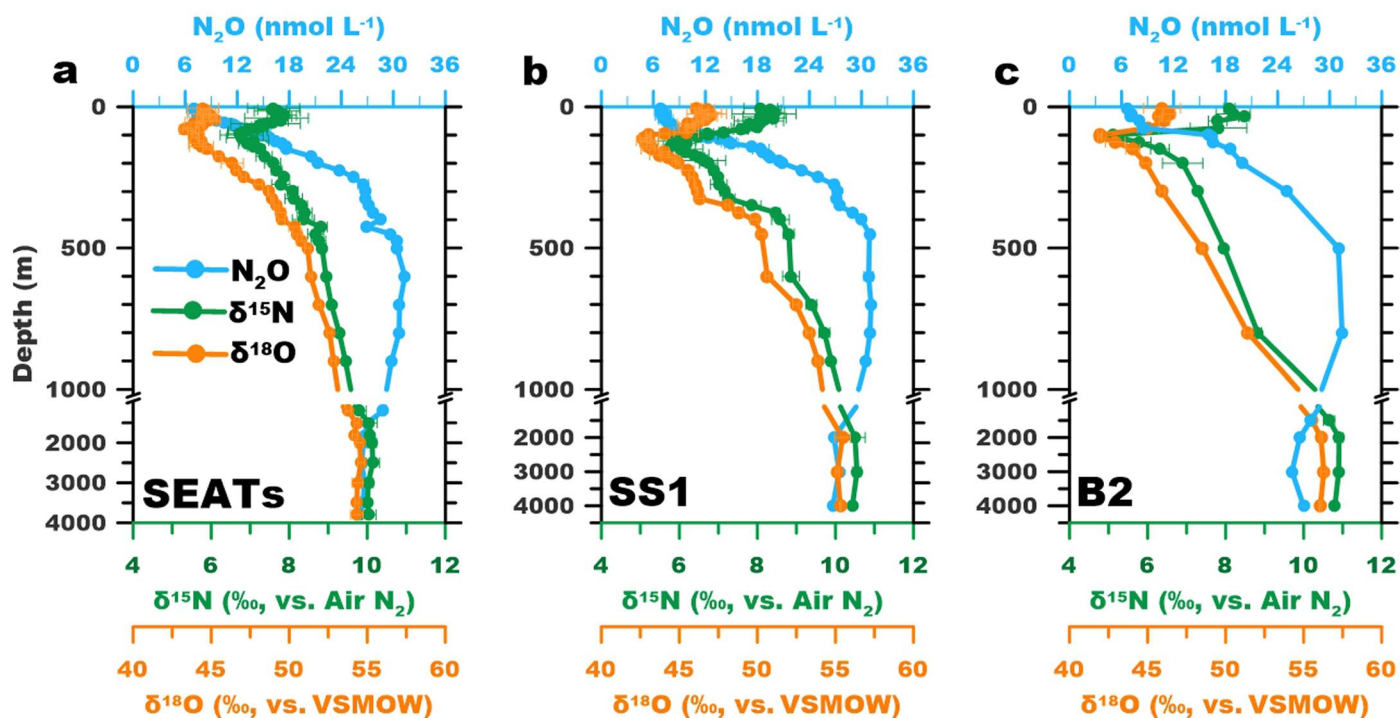 N₂O (nmol L⁻¹) N₂O (nmol L⁻¹) N₂O (nmol L⁻¹)
a b c
0 6 12 18 24 30 36 0 6 12 18 24 30 36 0 6 12 18 24 30 36
0 0 0
500 500 500
N₂O
δ¹⁵N
δ¹⁸O
Depth (m)
1000 1000 1000
2000 2000 2000
3000 3000 3000
SEATs SS1 B2
4000 4000 4000
4 6 8 10 12 4 6 8 10 12 4 6 8 10 12
δ¹⁵N (‰, vs. Air N₂) δ¹⁵N (‰, vs. Air N₂) δ¹⁵N (‰, vs. Air N₂)
40 45 50 55 60 40 45 50 55 60 40 45 50 55 60
δ¹⁸O (‰, vs. VSMOW) δ¹⁸O (‰, vs. VSMOW) δ¹⁸O (‰, vs. VSMOW)